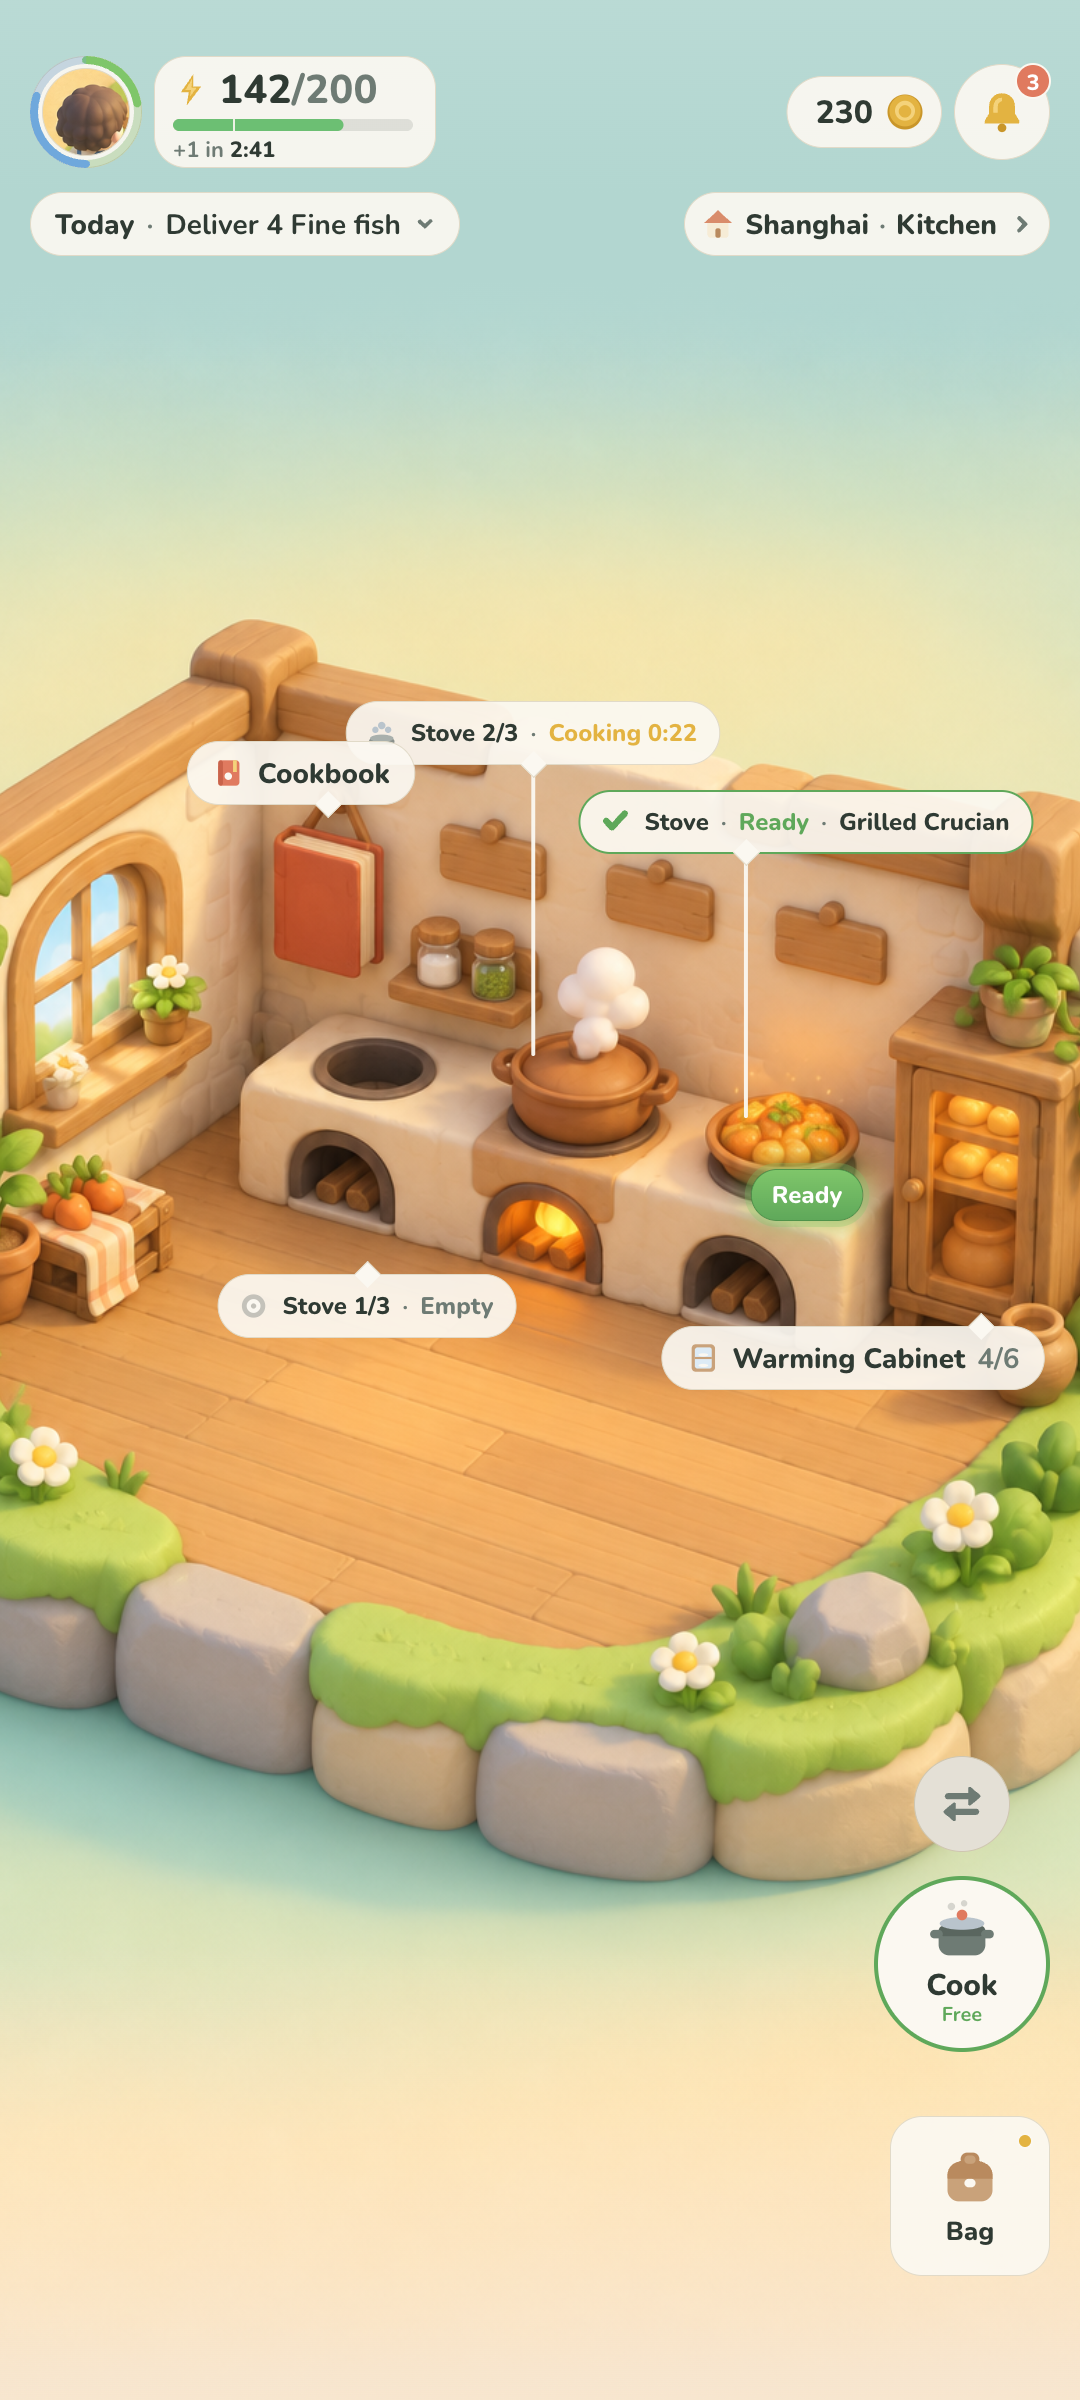 142/200
+1 in 2:41
230
3
Today · Deliver 4 Fine fish
Shanghai · Kitchen
Stove 2/3 · Cooking 0:22
Cookbook
Stove · Ready · Grilled Crucian
Ready
Stove 1/3 · Empty
Warming Cabinet 4/6
Cook
Free
Bag